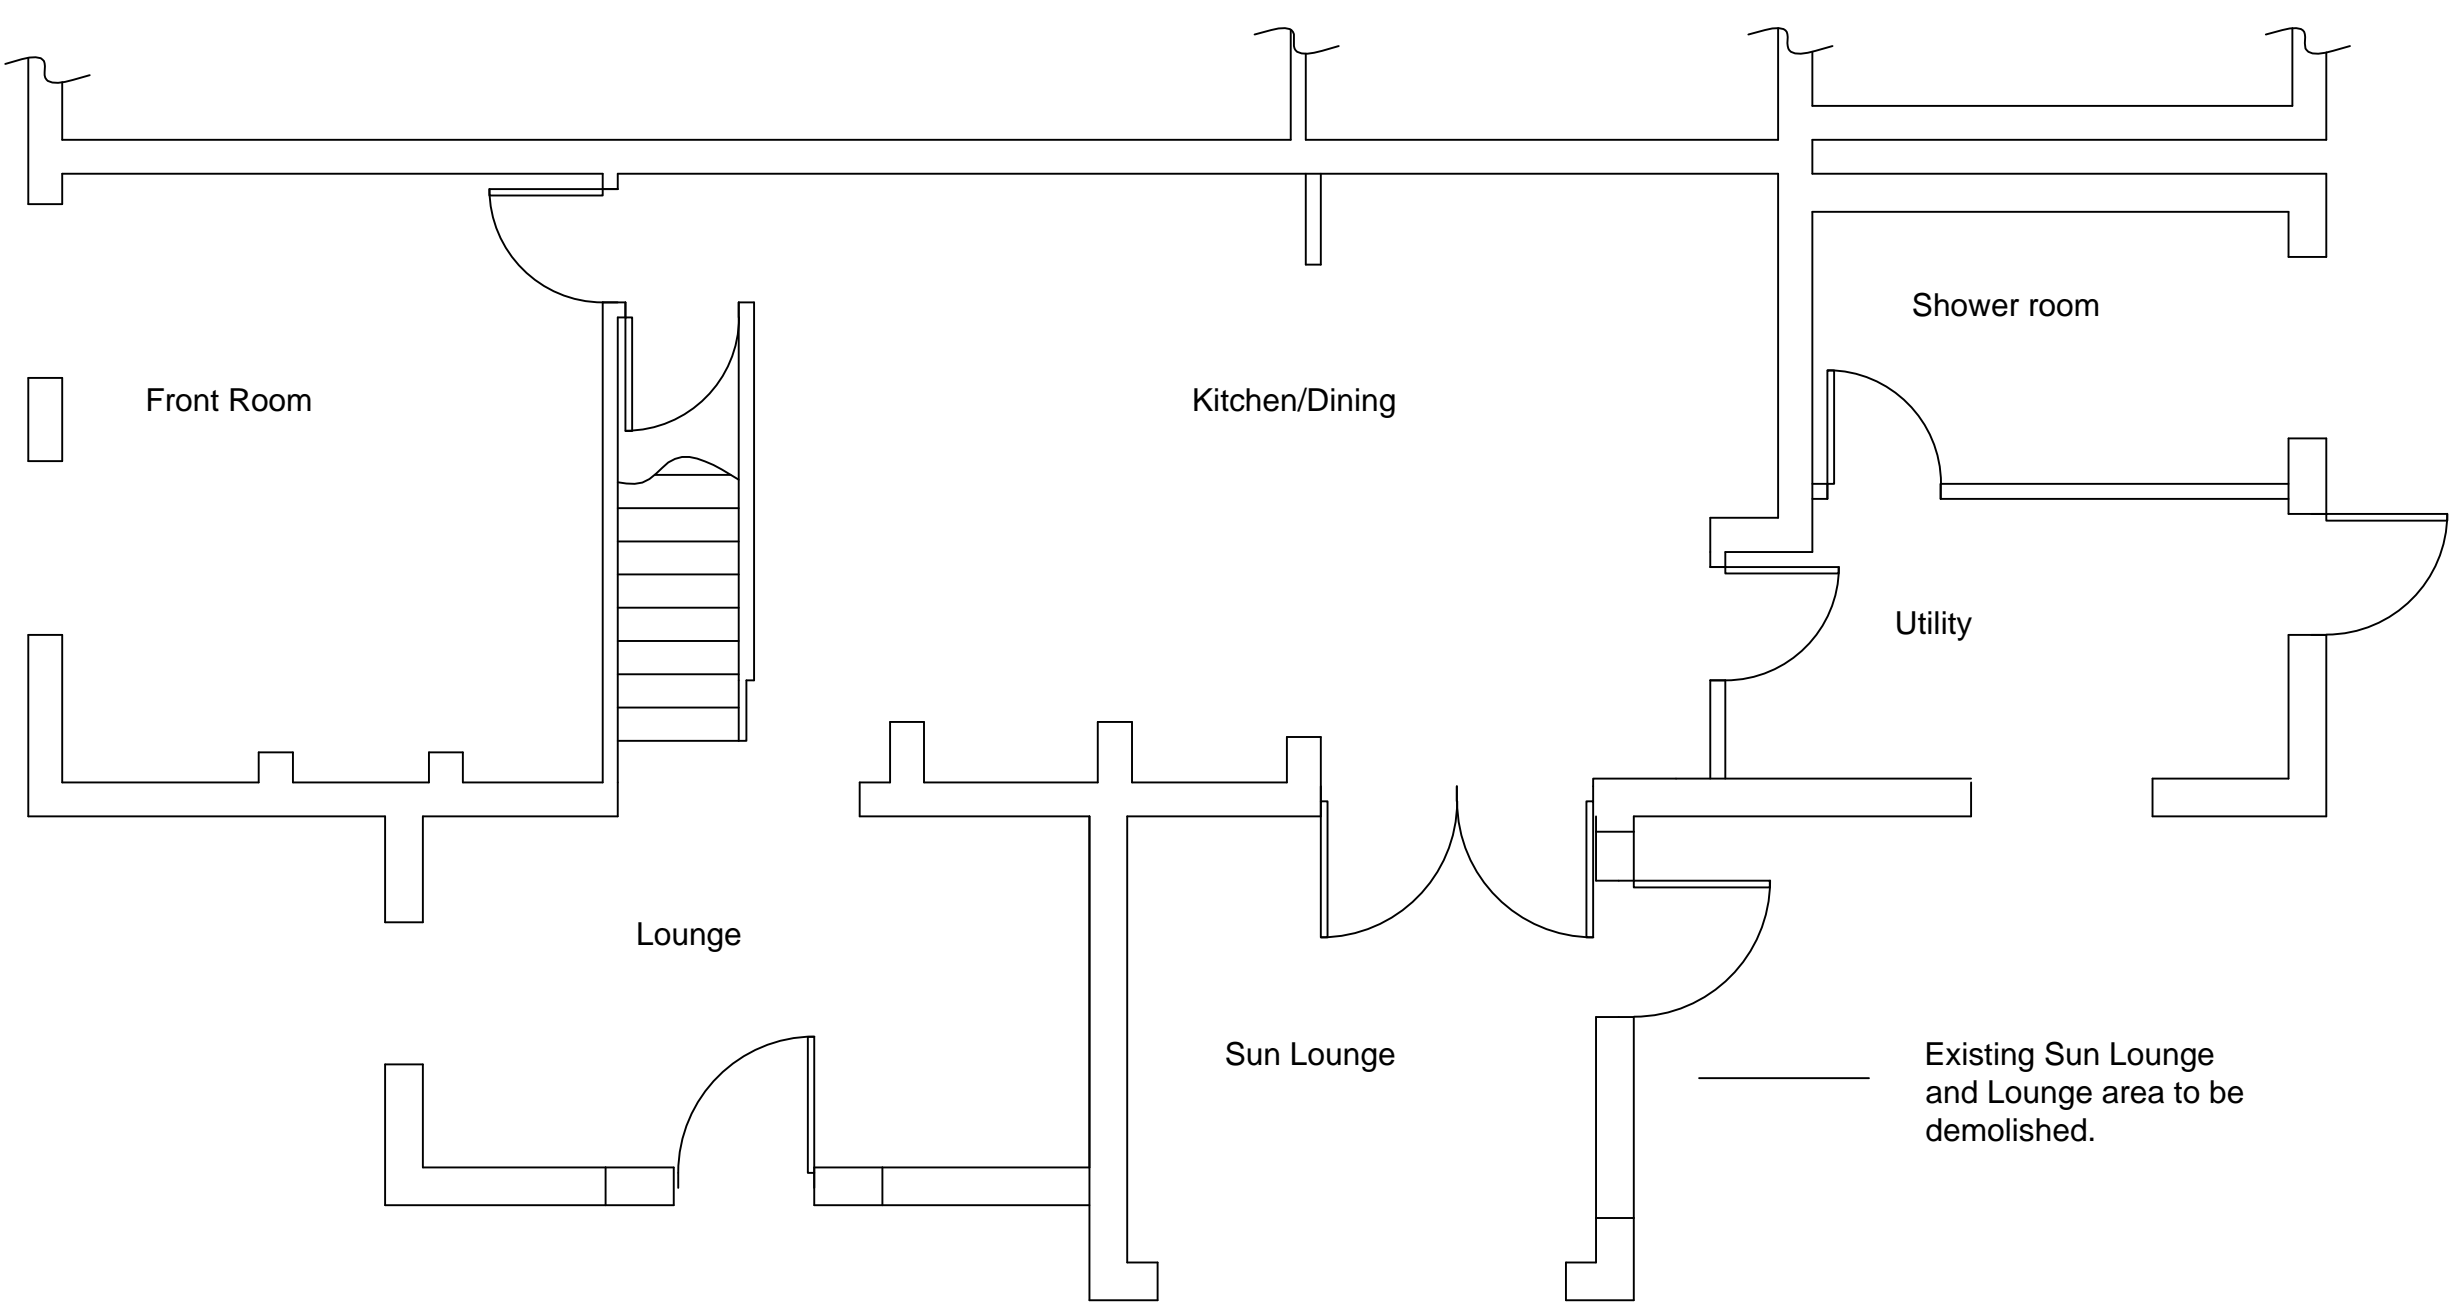 Shower room
Front Room
Kitchen/Dining
Utility
Lounge
Sun Lounge
Existing Sun Lounge
and Lounge area to be
demolished.